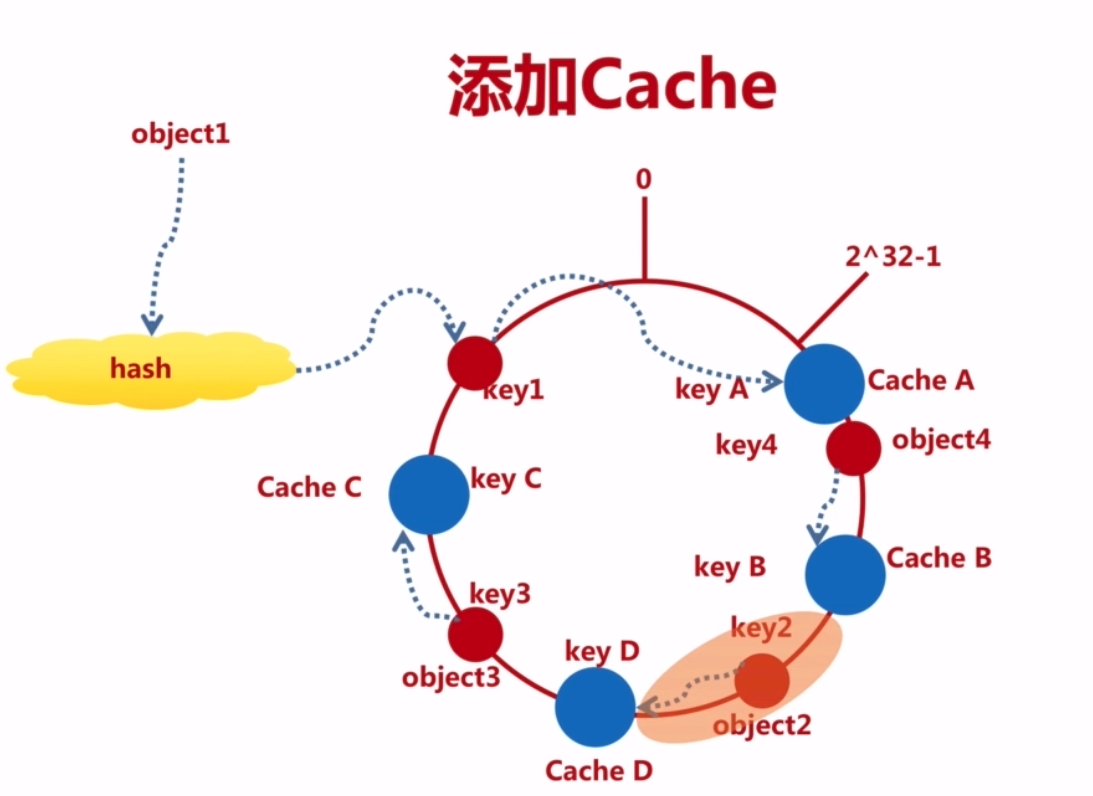 添加Cache
object1
0
2^32-1
hash
key1
key A
Cache A
key4
object4
Cache C
key C
key B
Cache B
key3
key2
object3
key D
object2
Cache D